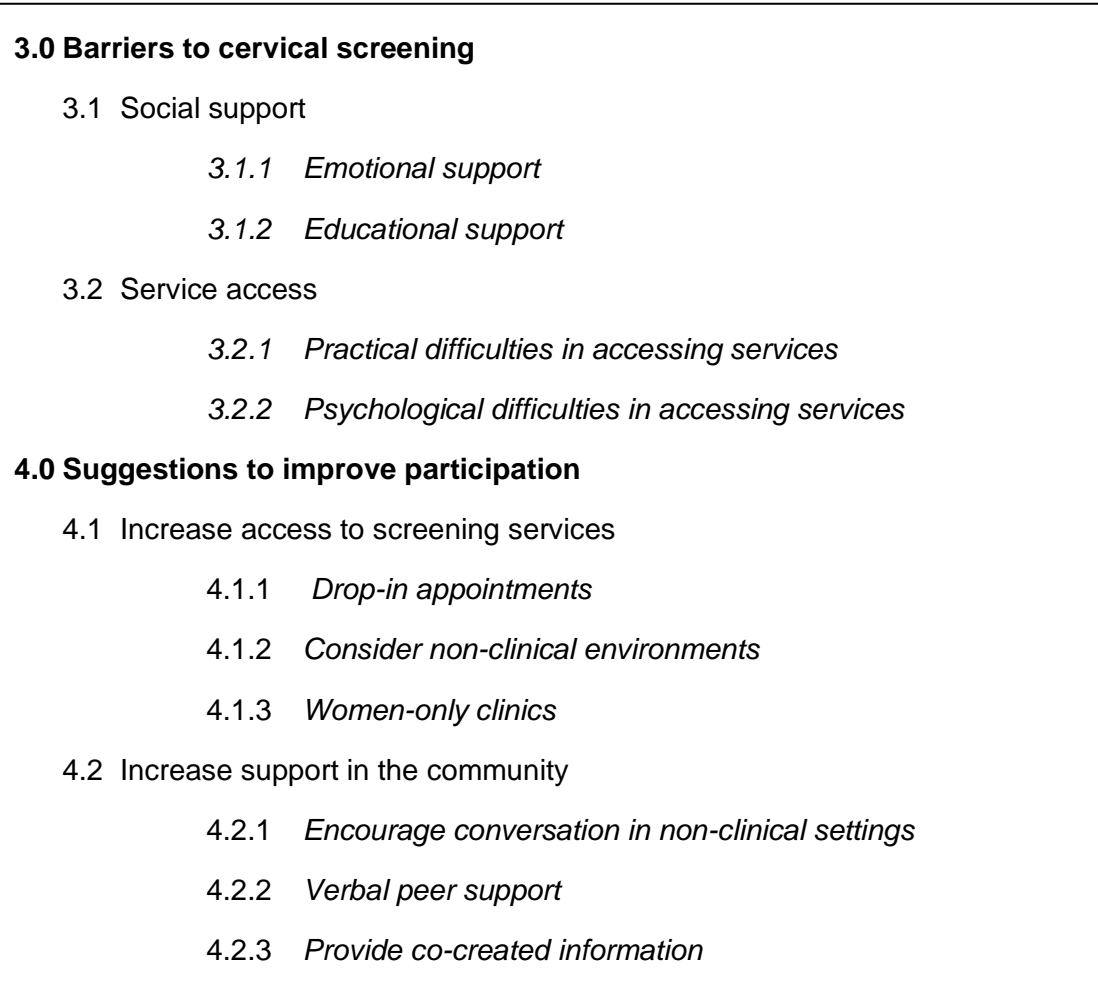 3.0 Barriers to cervical screening
3.1 Social support
3.1.1 Emotional support
3.1.2 Educational support
3.2 Service access
3.2.1 Practical difficulties in accessing services
3.2.2 Psychological difficulties in accessing services
4.0 Suggestions to improve participation
4.1 Increase access to screening services
4.1.1 Drop-in appointments
4.1.2 Consider non-clinical environments
4.1.3 Women-only clinics
4.2 Increase support in the community
4.2.1 Encourage conversation in non-clinical settings
4.2.2 Verbal peer support
4.2.3 Provide co-created information